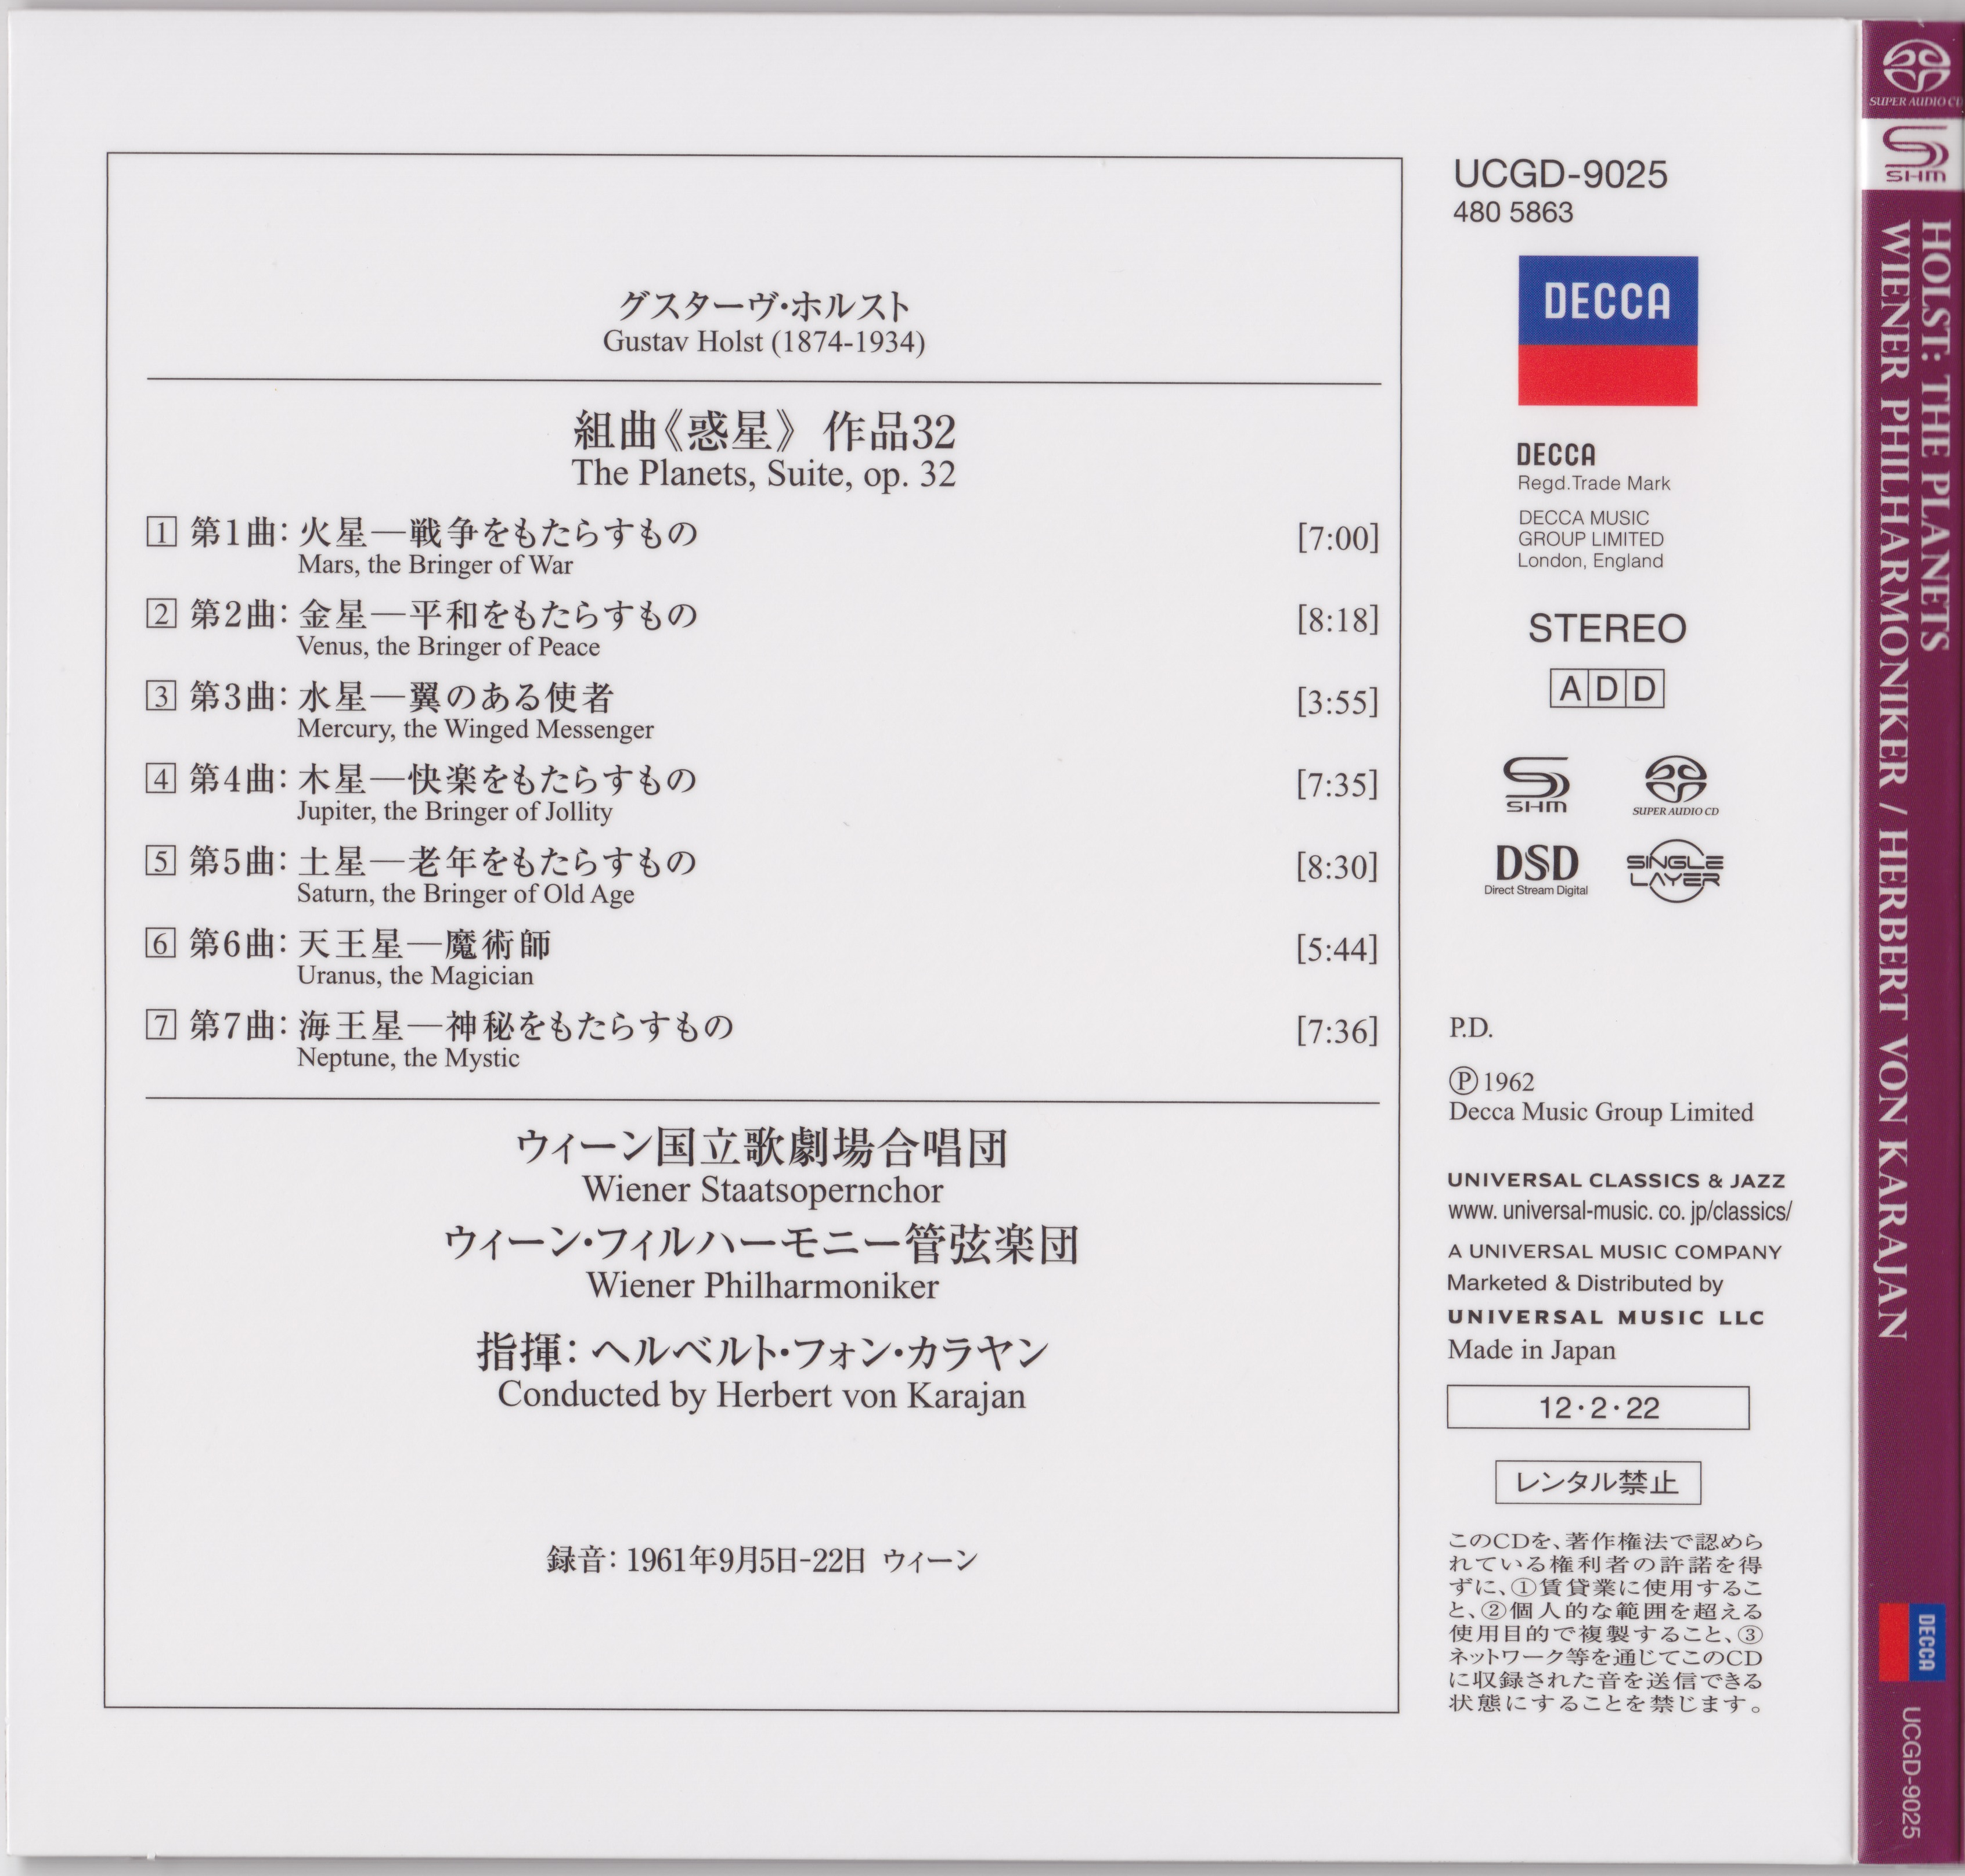 グスターヴ・ホルスト
Gustav Holst (1874-1934)
組曲《惑星》 作品32
The Planets, Suite, op. 32
1 第1曲：火星―戦争をもたらすもの [7:00]
Mars, the Bringer of War
2 第2曲：金星―平和をもたらすもの [8:18]
Venus, the Bringer of Peace
3 第3曲：水星―翼のある使者 [3:55]
Mercury, the Winged Messenger
4 第4曲：木星―快楽をもたらすもの [7:35]
Jupiter, the Bringer of Jollity
5 第5曲：土星―老年をもたらすもの [8:30]
Saturn, the Bringer of Old Age
6 第6曲：天王星―魔術師 [5:44]
Uranus, the Magician
7 第7曲：海王星―神秘をもたらすもの [7:36]
Neptune, the Mystic
ウィーン国立歌劇場合唱団
Wiener Staatsopernchor
ウィーン・フィルハーモニー管弦楽団
Wiener Philharmoniker
指揮：ヘルベルト・フォン・カラヤン
Conducted by Herbert von Karajan
録音：1961年9月5日-22日 ウィーン
UCGD-9025
480 5863
DECCA
DECCA
Regd.Trade Mark
DECCA MUSIC
GROUP LIMITED
London, England
STEREO
ADD
SHM
SUPER AUDIO CD
DSD
Direct Stream Digital
SINGLE
LAYER
P.D.
Ⓟ1962
Decca Music Group Limited
UNIVERSAL CLASSICS & JAZZ
www. universal-music. co. jp/classics/
A UNIVERSAL MUSIC COMPANY
Marketed & Distributed by
UNIVERSAL MUSIC LLC
Made in Japan
12・2・22
レンタル禁止
このCDを、著作権法で認めら
れている権利者の許諾を得
ずに、①賃貸業に使用するこ
と、②個人的な範囲を超える
使用目的で複製すること、③
ネットワーク等を通じてこのCD
に収録された音を送信できる
状態にすることを禁じます。
SUPER AUDIO CD
SHM
HOLST: THE PLANETS
WIENER PHILHARMONIKER / HERBERT VON KARAJAN
DECCA
UCGD-9025